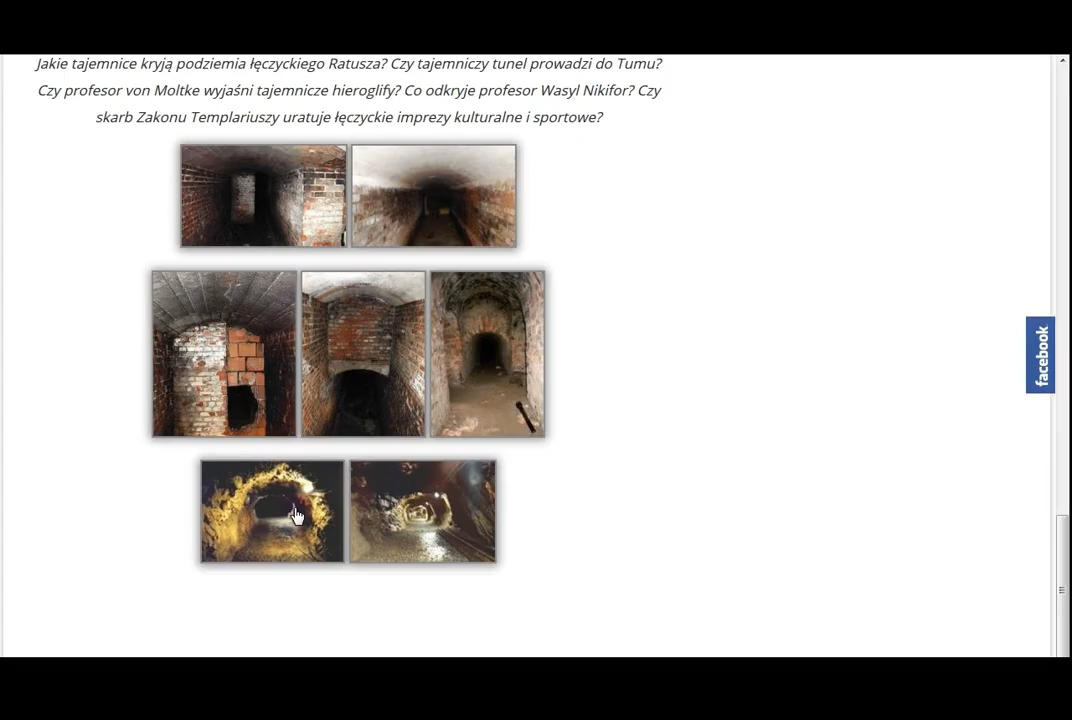 Jakie tajemnice kryją podziemia łęczyckiego Ratusza? Czy tajemniczy tunel prowadzi do Tumu?
Czy profesor von Moltke wyjaśni tajemnicze hieroglify? Co odkryje profesor Wasyl Nikifor? Czy
skarb Zakonu Templariuszy uratuje łęczyckie imprezy kulturalne i sportowe?
facebook